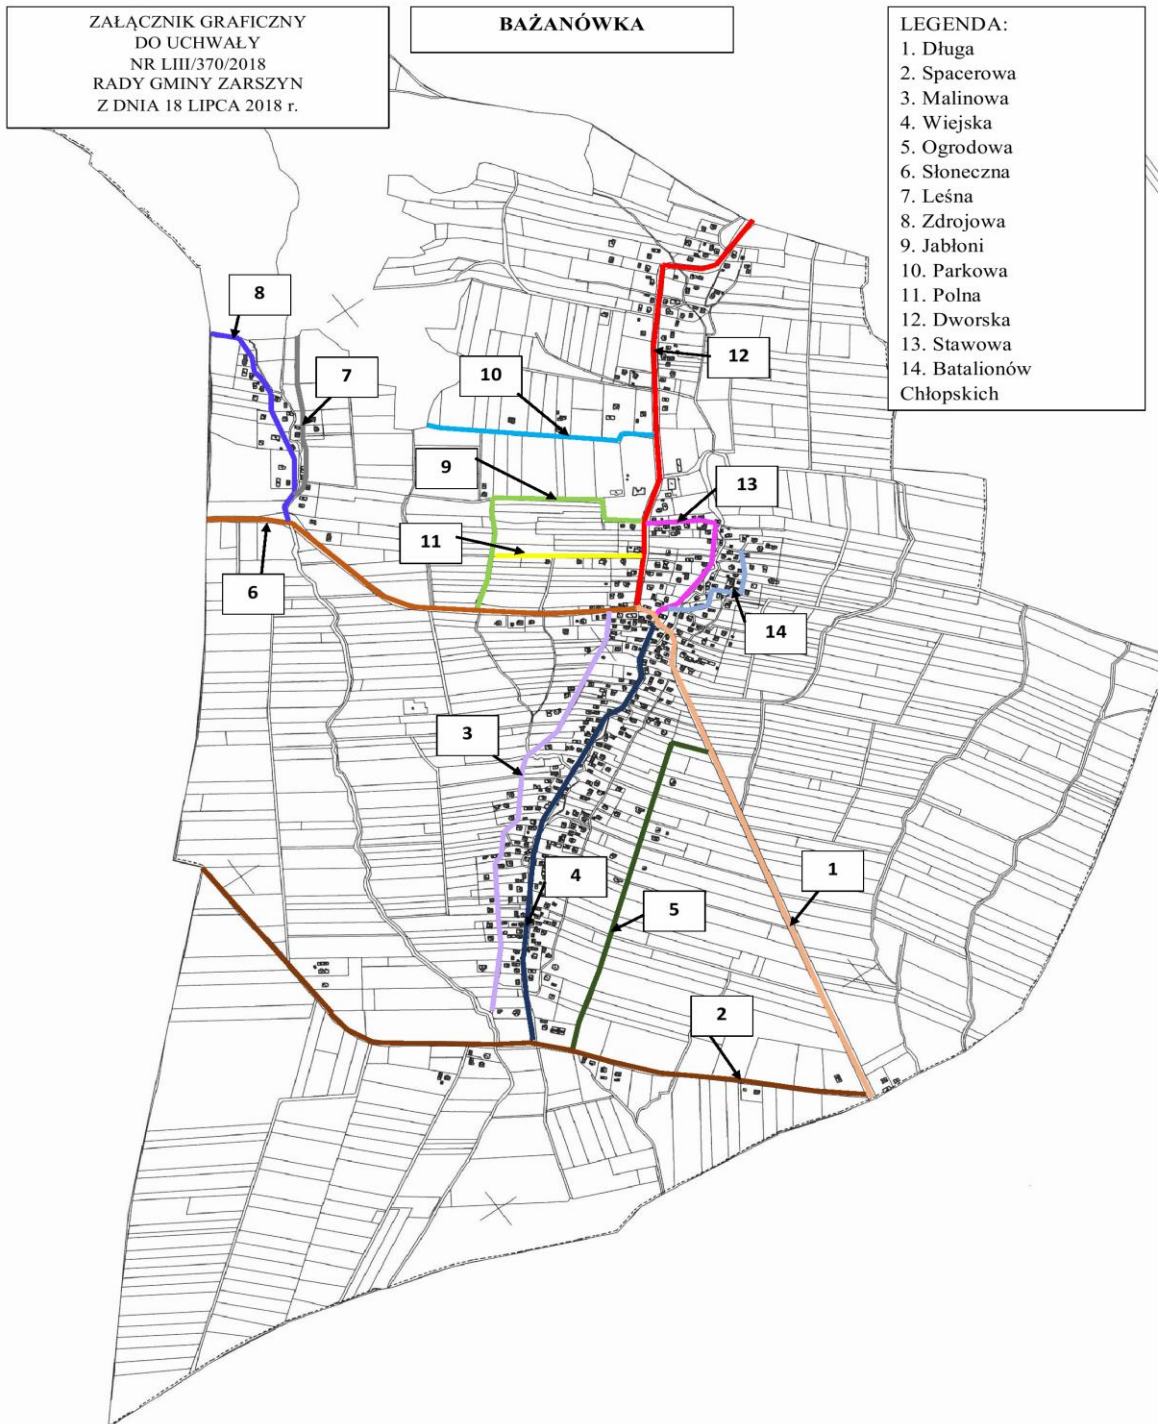 ZAŁĄCZNIK GRAFICZNY
DO UCHWAŁY
NR LIII/370/2018
RADY GMINY ZARSZYN
Z DNIA 18 LIPCA 2018 r.
BAŻANÓWKA
LEGENDA:
1. Długa
2. Spacerowa
3. Malinowa
4. Wiejska
5. Ogrodowa
6. Słoneczna
7. Leśna
8. Zdrojowa
9. Jabłoni
10. Parkowa
11. Polna
12. Dworska
13. Stawowa
14. Batalionów
Chłopskich
8
12
7
10
9
13
11
6
14
3
1
4
5
2